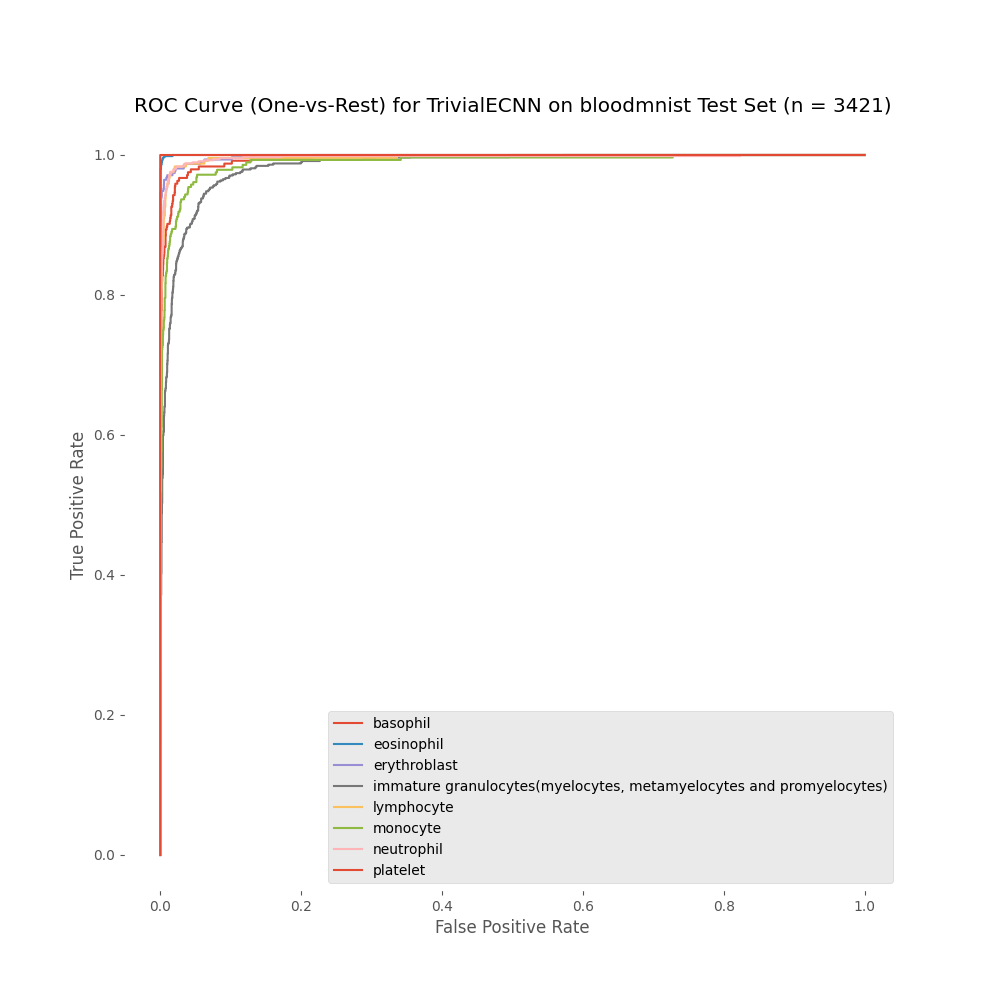 ROC Curve (One-vs-Rest) for TrivialECNN on bloodmnist Test Set (n = 3421)
1.0
0.8
0.6
0.4
0.2
0.0
True Positive Rate
basophil
eosinophil
erythroblast
immature granulocytes(myelocytes, metamyelocytes and promyelocytes)
lymphocyte
monocyte
neutrophil
platelet
0.0 0.2 0.4 0.6 0.8 1.0
False Positive Rate